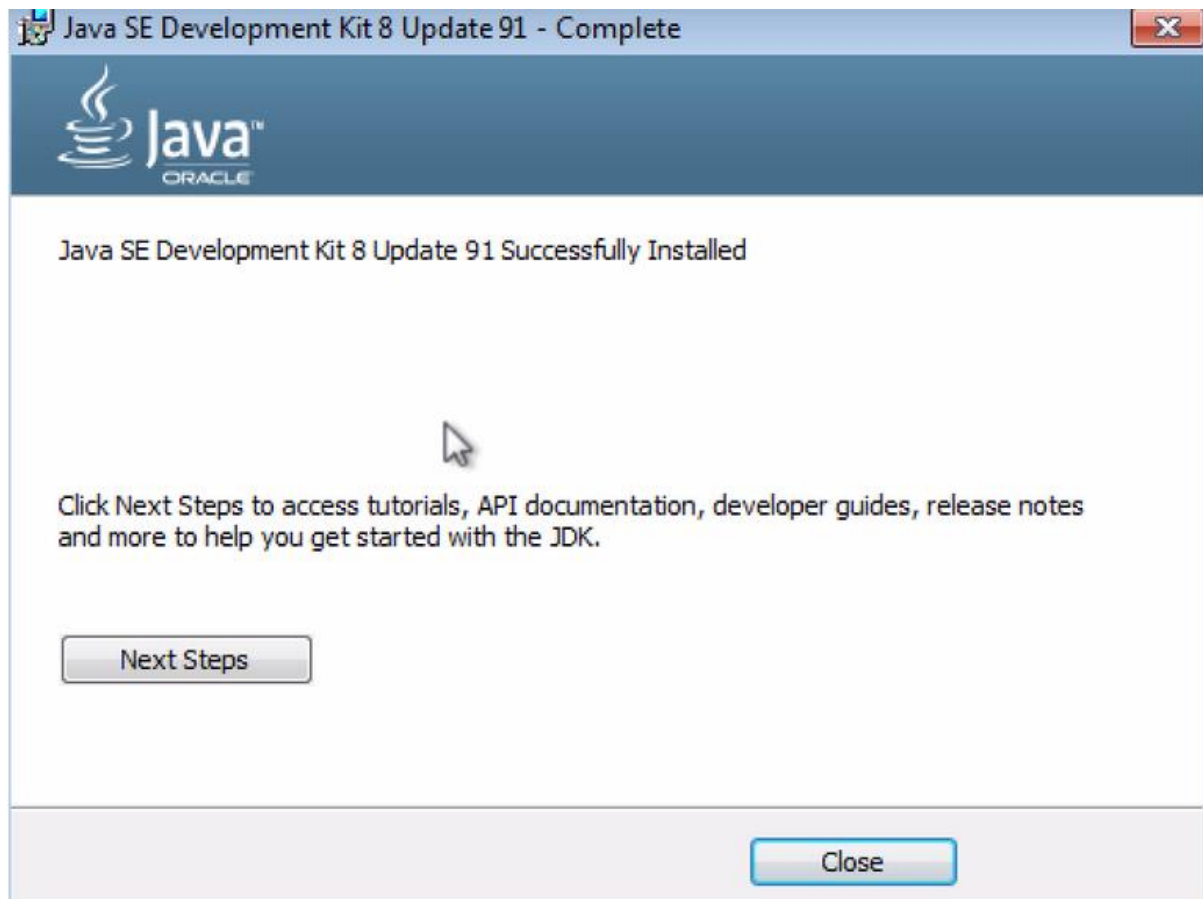 Java SE Development Kit 8 Update 91 - Complete
Java™
ORACLE
Java SE Development Kit 8 Update 91 Successfully Installed
Click Next Steps to access tutorials, API documentation, developer guides, release notes
and more to help you get started with the JDK.
Next Steps
Close